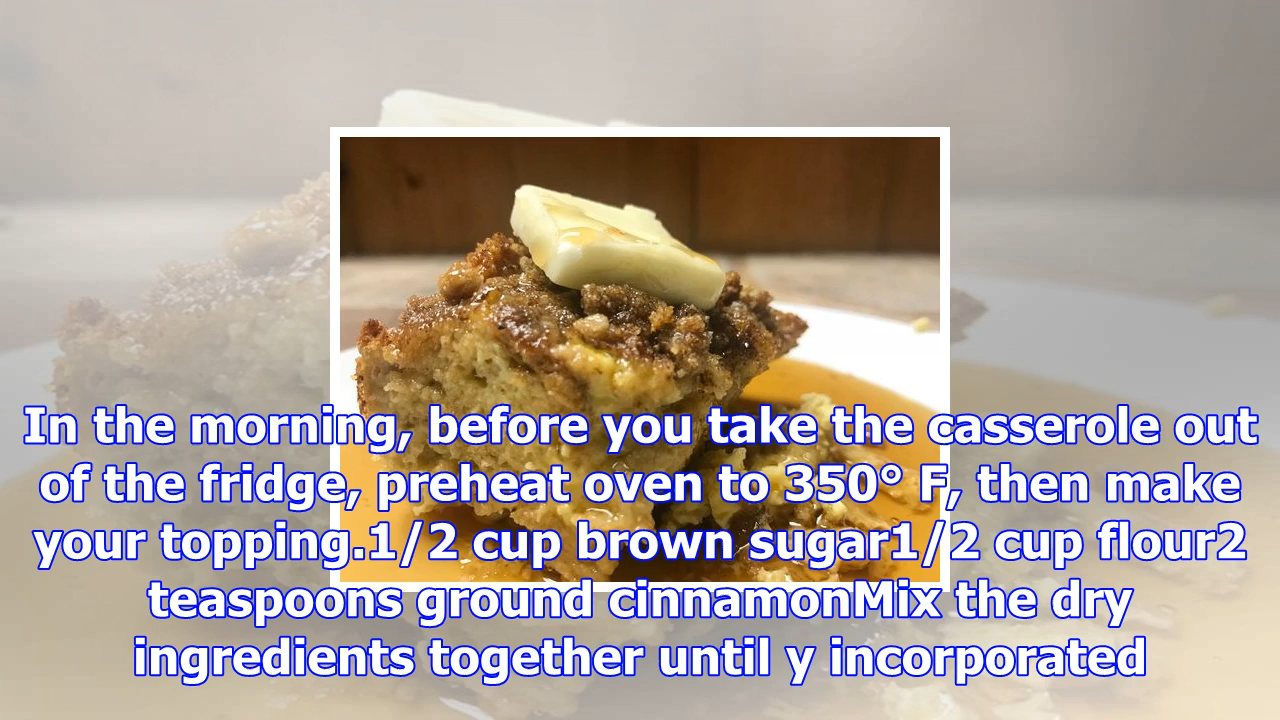 In the morning, before you take the casserole out
of the fridge, preheat oven to 350° F, then make
your topping.1/2 cup brown sugar1/2 cup flour2
teaspoons ground cinnamonMix the dry
ingredients together until y incorporated